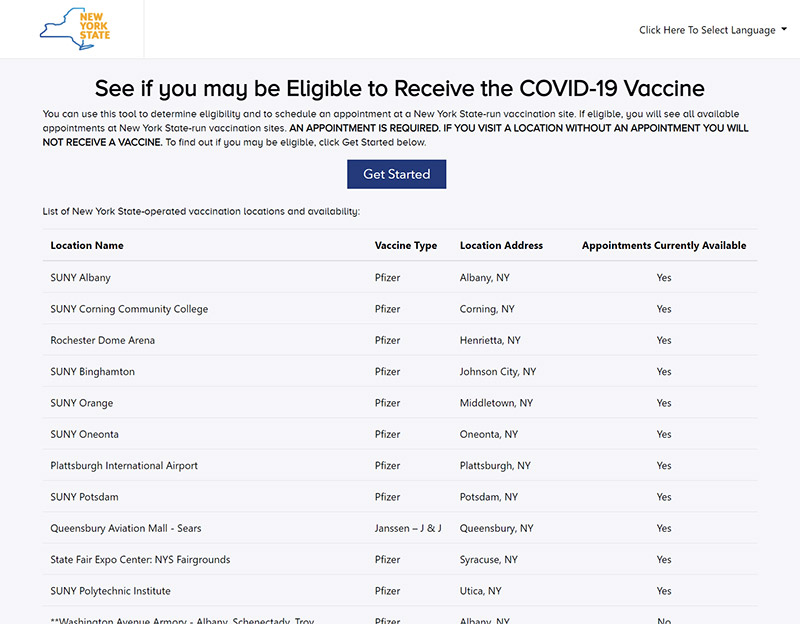 NEW
YORK
STATE
Click Here To Select Language
See if you may be Eligible to Receive the COVID-19 Vaccine
You can use this tool to determine eligibility and to schedule an appointment at a New York State-run vaccination site. If eligible, you will see all available
appointments at New York State-run vaccination sites. AN APPOINTMENT IS REQUIRED. IF YOU VISIT A LOCATION WITHOUT AN APPOINTMENT YOU WILL
NOT RECEIVE A VACCINE. To find out if you may be eligible, click Get Started below.
Get Started
List of New York State-operated vaccination locations and availability:
Location Name Vaccine Type Location Address Appointments Currently Available
SUNY Albany Pfizer Albany, NY Yes
SUNY Corning Community College Pfizer Corning, NY Yes
Rochester Dome Arena Pfizer Henrietta, NY Yes
SUNY Binghamton Pfizer Johnson City, NY Yes
SUNY Orange Pfizer Middletown, NY Yes
SUNY Oneonta Pfizer Oneonta, NY Yes
Plattsburgh International Airport Pfizer Plattsburgh, NY Yes
SUNY Potsdam Pfizer Potsdam, NY Yes
Queensbury Aviation Mall - Sears Janssen – J & J Queensbury, NY Yes
State Fair Expo Center: NYS Fairgrounds Pfizer Syracuse, NY Yes
SUNY Polytechnic Institute Pfizer Utica, NY Yes
**Washington Avenue Armory - Albany, Schenectady, Troy Pfizer Albany, NY No